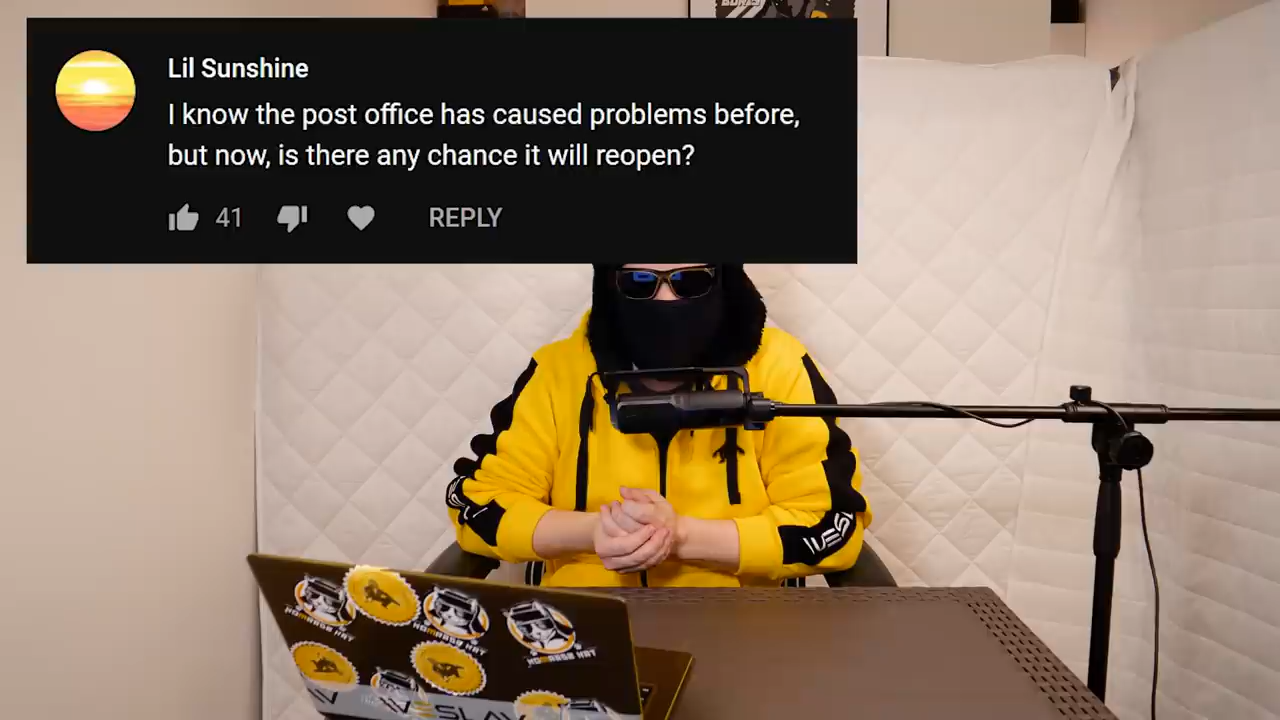 BORIS
Lil Sunshine
I know the post office has caused problems before,
but now, is there any chance it will reopen?
41
REPLY